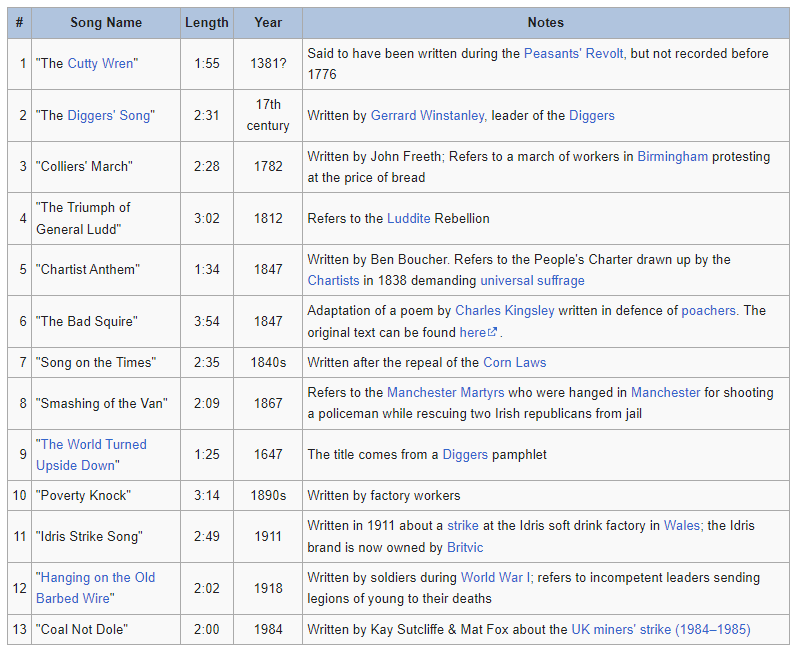 # Song Name Length Year Notes
1 "The Cutty Wren" 1:55 1381? Said to have been written during the Peasants' Revolt, but not recorded before
1776
2 "The Diggers' Song" 2:31 17th
century Written by Gerrard Winstanley, leader of the Diggers
3 "Colliers' March" 2:28 1782 Written by John Freeth; Refers to a march of workers in Birmingham protesting
at the price of bread
4 "The Triumph of
General Ludd" 3:02 1812 Refers to the Luddite Rebellion
5 "Chartist Anthem" 1:34 1847 Written by Ben Boucher. Refers to the People's Charter drawn up by the
Chartists in 1838 demanding universal suffrage
6 "The Bad Squire" 3:54 1847 Adaptation of a poem by Charles Kingsley written in defence of poachers. The
original text can be found here .
7 "Song on the Times" 2:35 1840s Written after the repeal of the Corn Laws
8 "Smashing of the Van" 2:09 1867 Refers to the Manchester Martyrs who were hanged in Manchester for shooting
a policeman while rescuing two Irish republicans from jail
9 "The World Turned
Upside Down" 1:25 1647 The title comes from a Diggers pamphlet
10 "Poverty Knock" 3:14 1890s Written by factory workers
11 "Idris Strike Song" 2:49 1911 Written in 1911 about a strike at the Idris soft drink factory in Wales; the Idris
brand is now owned by Britvic
12 "Hanging on the Old
Barbed Wire" 2:02 1918 Written by soldiers during World War I; refers to incompetent leaders sending
legions of young to their deaths
13 "Coal Not Dole" 2:00 1984 Written by Kay Sutcliffe & Mat Fox about the UK miners' strike (1984–1985)